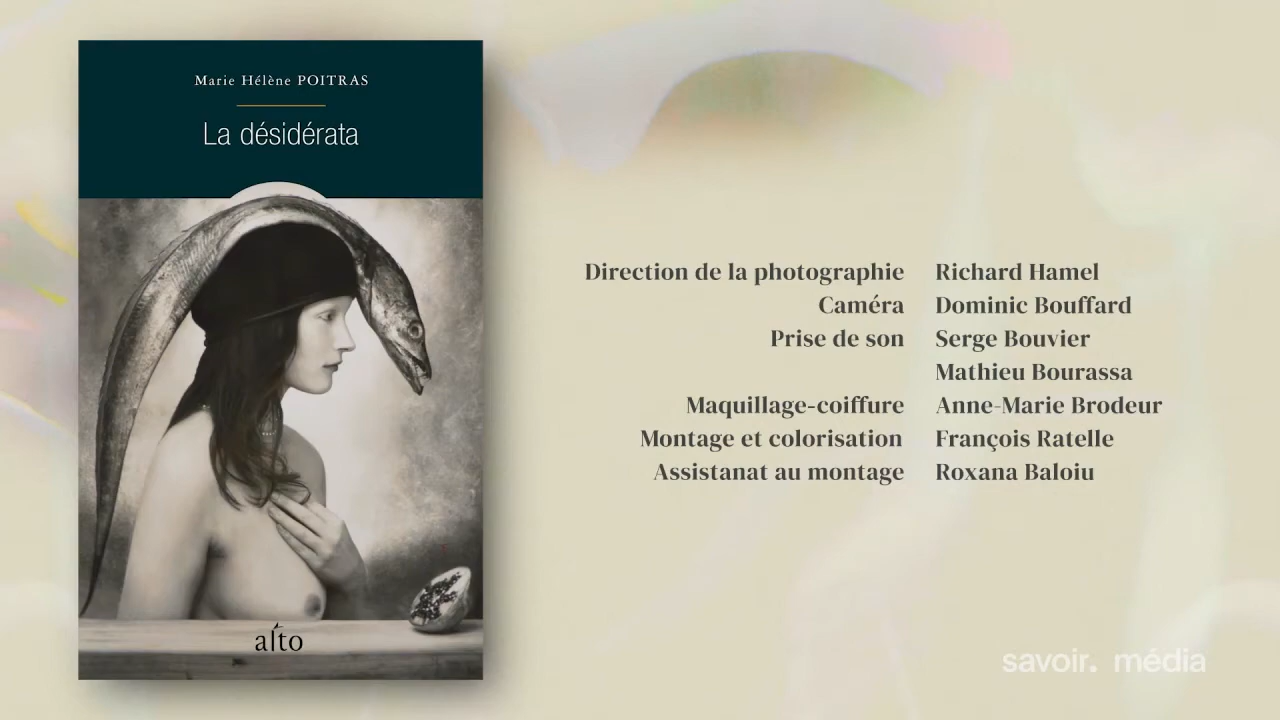 Marie Hélène POITRAS
La désidérata
alto
Direction de la photographie Richard Hamel
Caméra Dominic Bouffard
Prise de son Serge Bouvier
Mathieu Bourassa
Maquillage-coiffure Anne-Marie Brodeur
Montage et colorisation François Ratelle
Assistanat au montage Roxana Baloiu
savoir. média